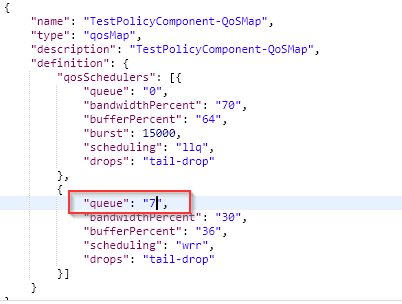 {
"name": "TestPolicyComponent-QoSMap",
"type": "qosMap",
"description": "TestPolicyComponent-QoSMap",
"definition": {
"qosSchedulers": [{
"queue": "0",
"bandwidthPercent": "70",
"bufferPercent": "64",
"burst": 15000,
"scheduling": "llq",
"drops": "tail-drop"
},
{
"queue": "7",
"bandwidthPercent": "30",
"bufferPercent": "36",
"scheduling": "wrr",
"drops": "tail-drop"
}]
}
}